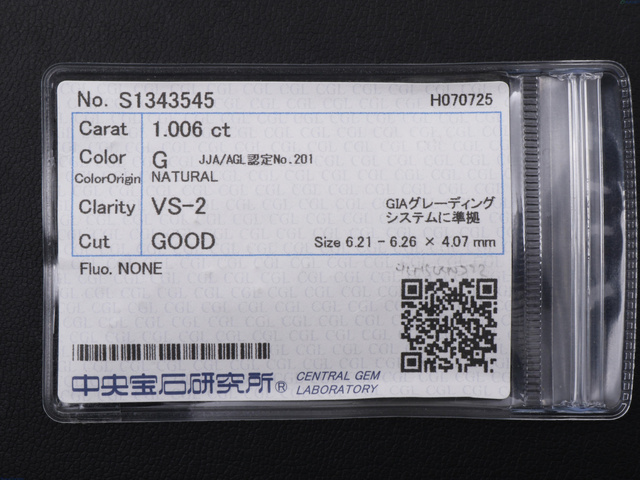 No. S1343545 H070725
Carat 1.006 ct
Color G JJA/AGL認定No.201
ColorOrigin NATURAL
Clarity VS-2 GIAグレーディング
システムに準拠
Cut GOOD Size 6.21 - 6.26 × 4.07 mm
Fluo. NONE
中央宝石研究所® CENTRAL GEM
LABORATORY